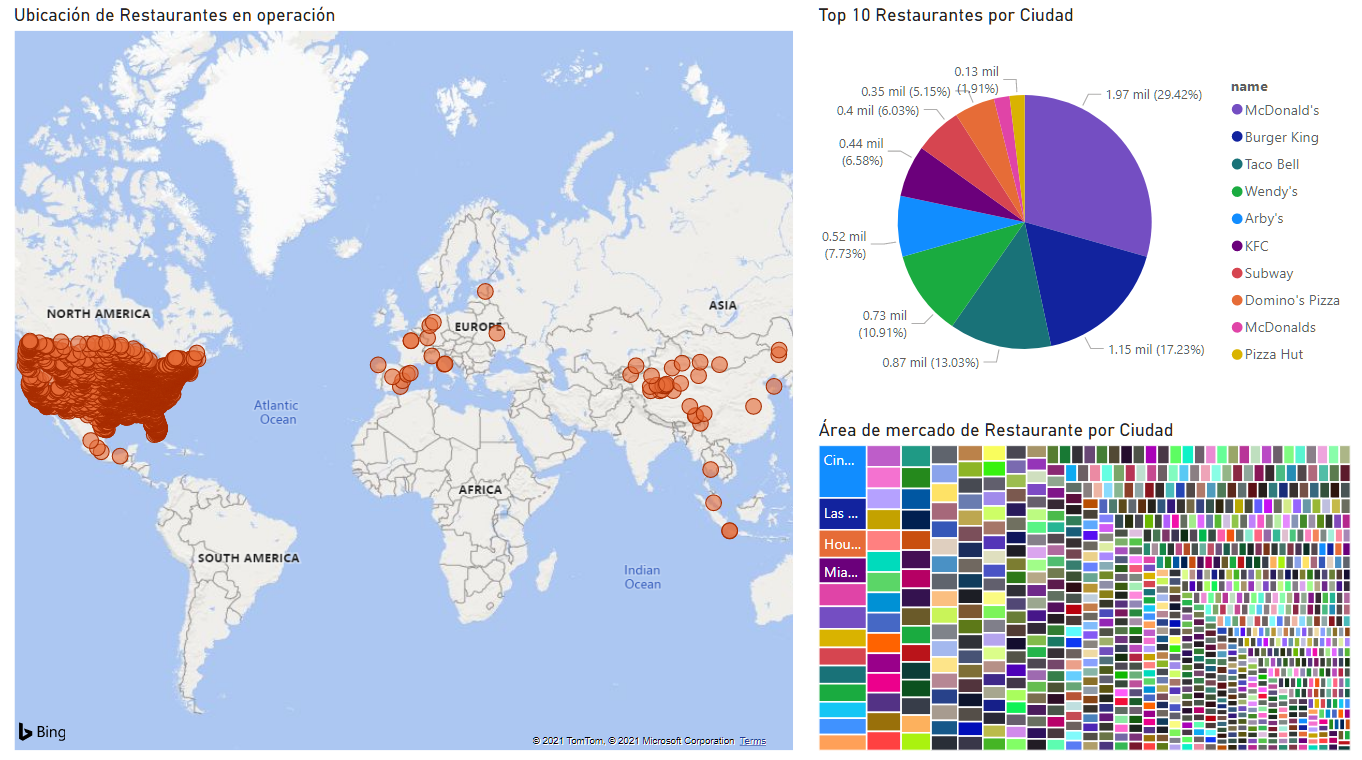 Ubicación de Restaurantes en operación
NORTH AMERICA
EUROPE
ASIA
Atlantic
Ocean
AFRICA
SOUTH AMERICA
Indian
Ocean
Bing
© 2021 TomTom, © 2021 Microsoft Corporation Terms
Top 10 Restaurantes por Ciudad
0.13 mil
(1.91%)
0.35 mil (5.15%)
0.4 mil (6.03%)
0.44 mil
(6.58%)
0.52 mil
(7.73%)
0.73 mil
(10.91%)
0.87 mil (13.03%)
1.15 mil (17.23%)
1.97 mil (29.42%)
name
McDonald's
Burger King
Taco Bell
Wendy's
Arby's
KFC
Subway
Domino's Pizza
McDonalds
Pizza Hut
Área de mercado de Restaurante por Ciudad
Cin...
Las ...
Hou...
Mia...